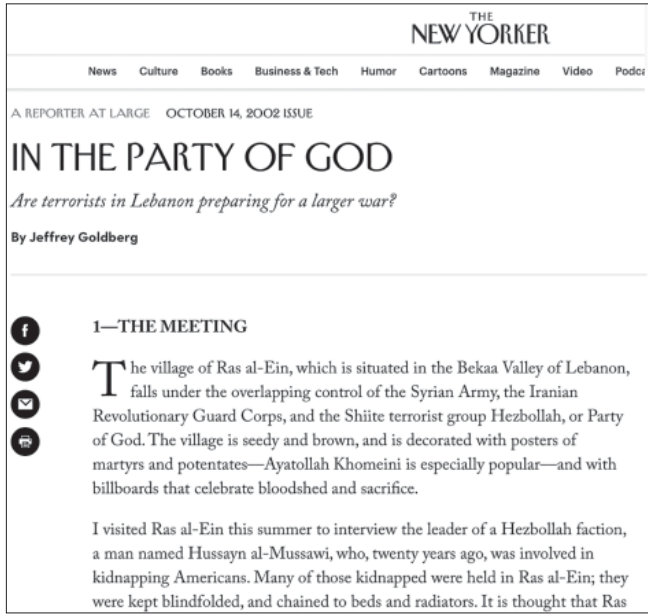 THE
NEW YORKER
News Culture Books Business & Tech Humor Cartoons Magazine Video Podca
A REPORTER AT LARGE OCTOBER 14, 2002 ISSUE
IN THE PARTY OF GOD
Are terrorists in Lebanon preparing for a larger war?
By Jeffrey Goldberg
1—THE MEETING
The village of Ras al-Ein, which is situated in the Bekaa Valley of Lebanon,
falls under the overlapping control of the Syrian Army, the Iranian
Revolutionary Guard Corps, and the Shiite terrorist group Hezbollah, or Party
of God. The village is seedy and brown, and is decorated with posters of
martyrs and potentates—Ayatollah Khomeini is especially popular—and with
billboards that celebrate bloodshed and sacrifice.
I visited Ras al-Ein this summer to interview the leader of a Hezbollah faction,
a man named Hussayn al-Mussawi, who, twenty years ago, was involved in
kidnapping Americans. Many of those kidnapped were held in Ras al-Ein; they
were kept blindfolded, and chained to beds and radiators. It is thought that Ras